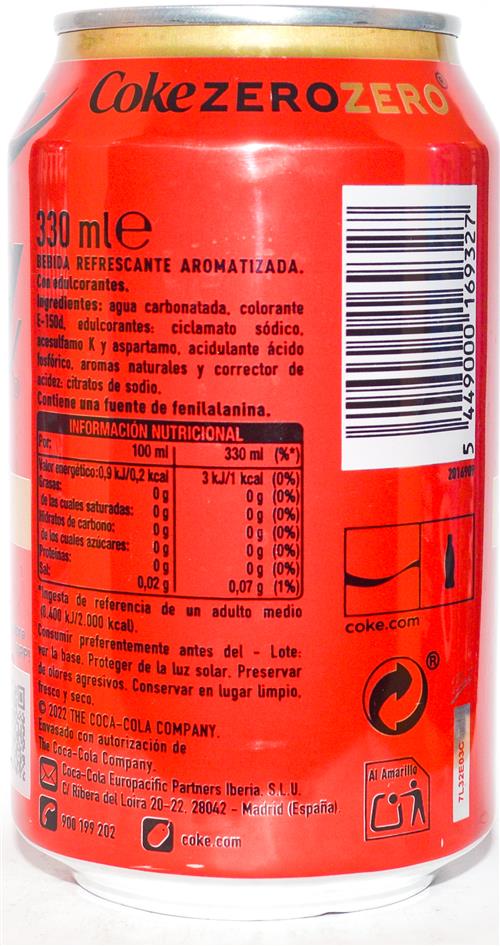 Coke ZEROZERO®
330 ml e
BEBIDA REFRESCANTE AROMATIZADA.
Con edulcorantes.
Ingredientes: agua carbonatada, colorante
E-150d, edulcorantes: ciclamato sódico,
acesulfamo K y aspartamo, acidulante ácido
fosfórico, aromas naturales y corrector de
acidez: citratos de sodio.
Contiene una fuente de fenilalanina.
INFORMACIÓN NUTRICIONAL
Por: 100 ml 330 ml (%*)
Valor energético: 0,9 kJ/0,2 kcal 3 kJ/1 kcal (0%)
Grasas: 0 g 0 g (0%)
de las cuales saturadas: 0 g 0 g (0%)
Hidratos de carbono: 0 g 0 g (0%)
de los cuales azúcares: 0 g 0 g (0%)
Proteínas: 0 g 0 g (0%)
Sal: 0,02 g 0,07 g (1%)
*Ingesta de referencia de un adulto medio
(8.400 kJ/2.000 kcal).
Consumir preferentemente antes del - Lote:
ver la base. Proteger de la luz solar. Preservar
de olores agresivos. Conservar en lugar limpio,
fresco y seco.
© 2022 THE COCA-COLA COMPANY.
Envasado con autorización de
The Coca-Cola Company.
Coca-Cola Europacific Partners Iberia. S.L.U.
C/ Ribera del Loira 20-22. 28042 - Madrid (España).
900 199 202
coke.com
5 449000 169327
coke.com
®
Al Amarillo
7L32E03C